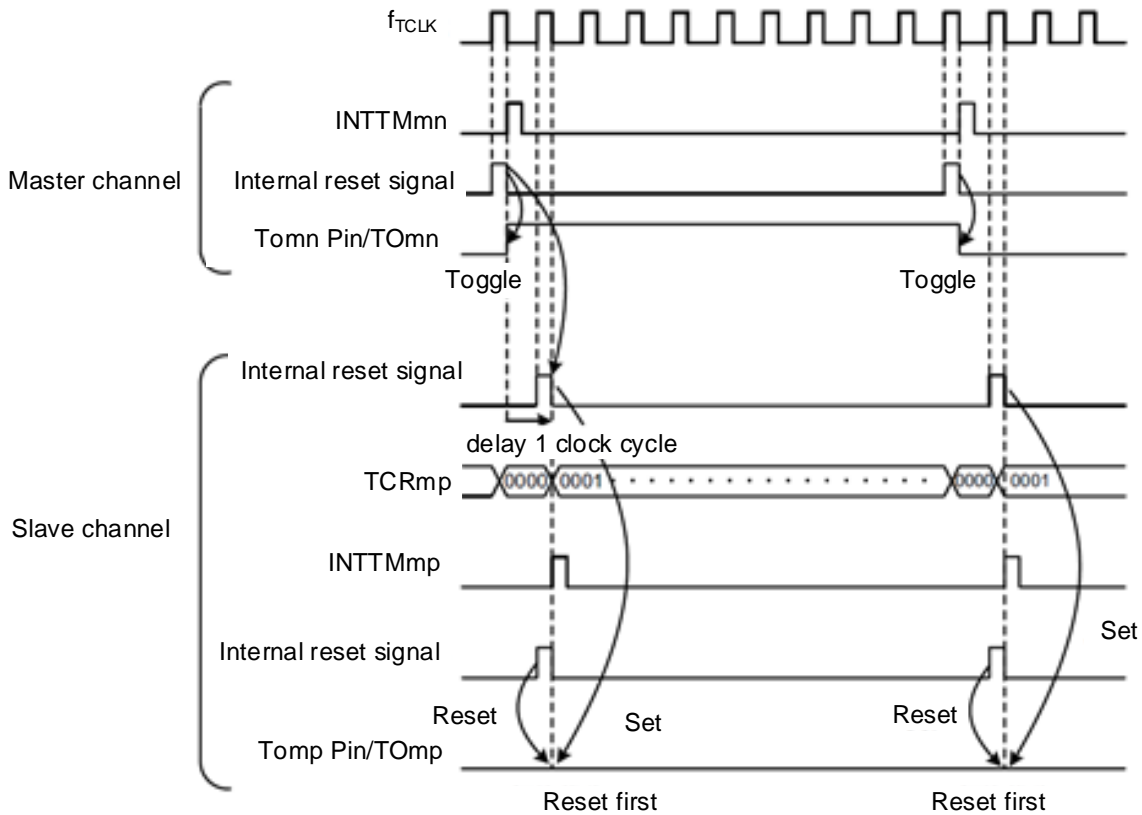 fTCLK
INTTMmn
Master channel
Internal reset signal
Tomn Pin/TOmn
Toggle
Toggle
Internal reset signal
delay 1 clock cycle
TCRmp
0000 0001 0000 0001
Slave channel
INTTMmp
Set
Internal reset signal
Reset
Set
Reset
Tomp Pin/TOmp
Reset first
Reset first